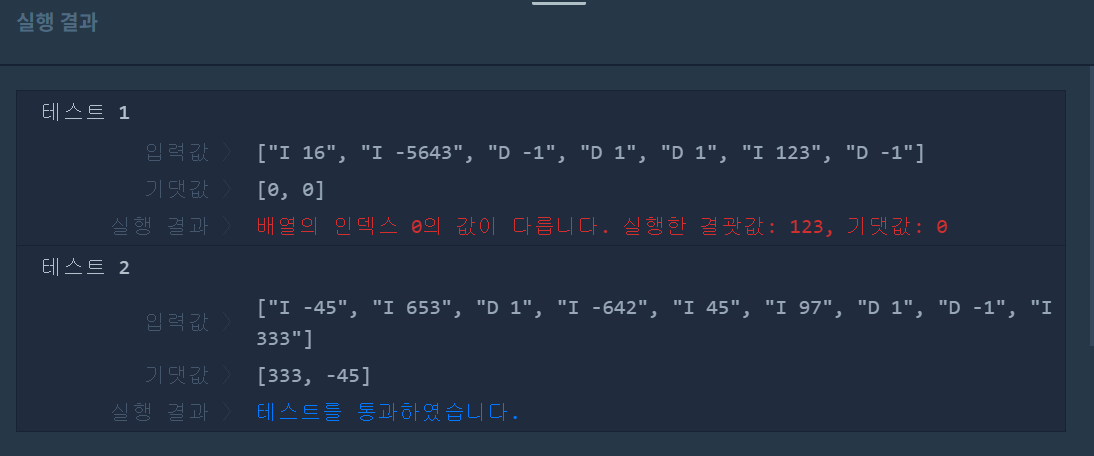 실행 결과
테스트 1
입력값 〉 ["I 16", "I -5643", "D -1", "D 1", "D 1", "I 123", "D -1"]
기댓값 〉 [0, 0]
실행 결과 〉 배열의 인덱스 0의 값이 다릅니다. 실행한 결괏값: 123, 기댓값: 0
테스트 2
입력값 〉 ["I -45", "I 653", "D 1", "I -642", "I 45", "I 97", "D 1", "D -1", "I
333"]
기댓값 〉 [333, -45]
실행 결과 〉 테스트를 통과하였습니다.